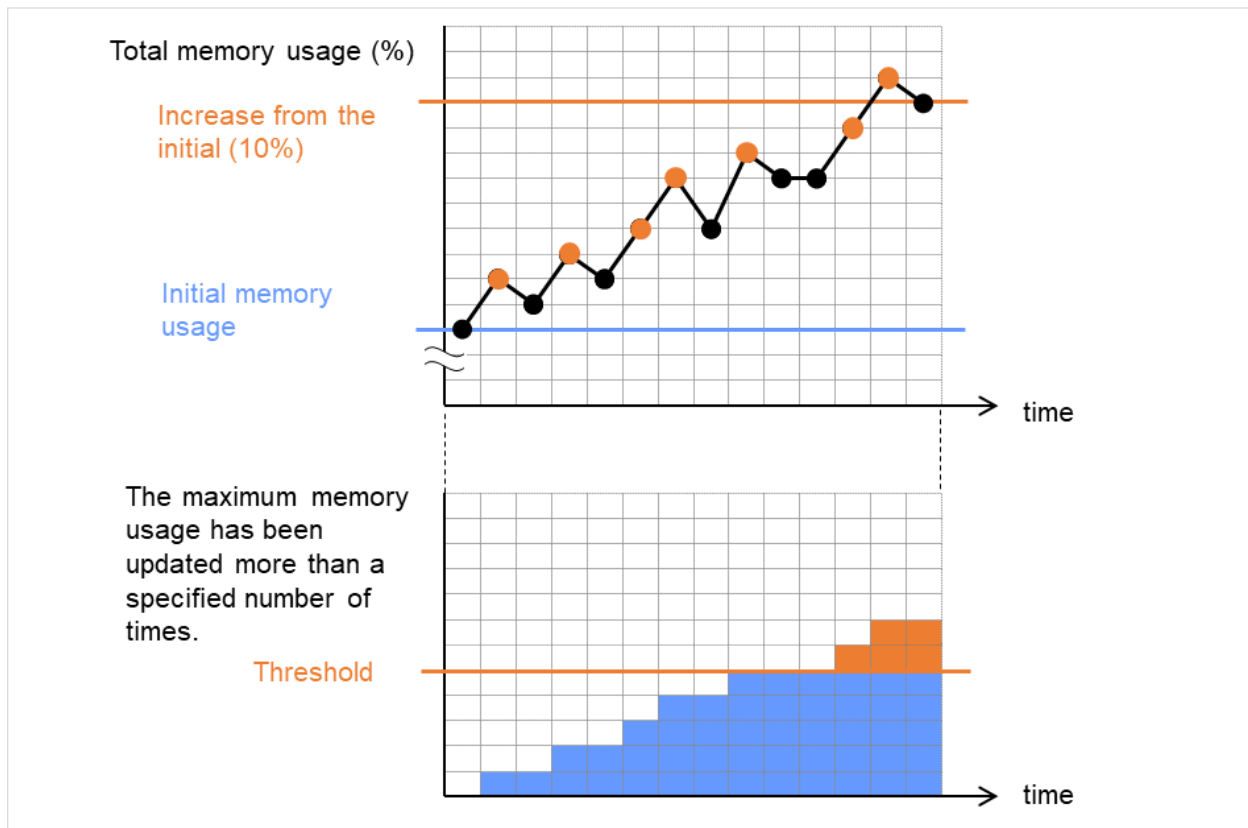 Total memory usage (%)
Increase from the
initial (10%)
Initial memory
usage
time
The maximum memory
usage has been
updated more than a
specified number of
times.
Threshold
time